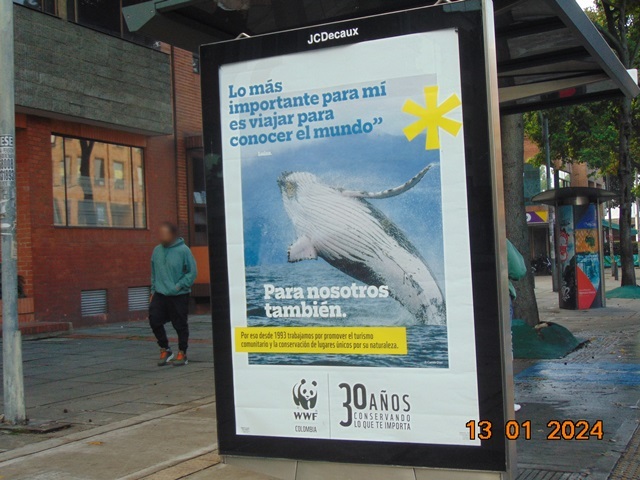 JCDecaux
Lo más
importante para mí
es viajar para
conocer el mundo”
Para nosotros
también.
Por eso desde 1993 trabajamos por promover el turismo
comunitario y la conservación de lugares únicos por su naturaleza.
WWF
COLOMBIA
30 AÑOS
CONSERVANDO
LO QUE TE IMPORTA
13 01 2024